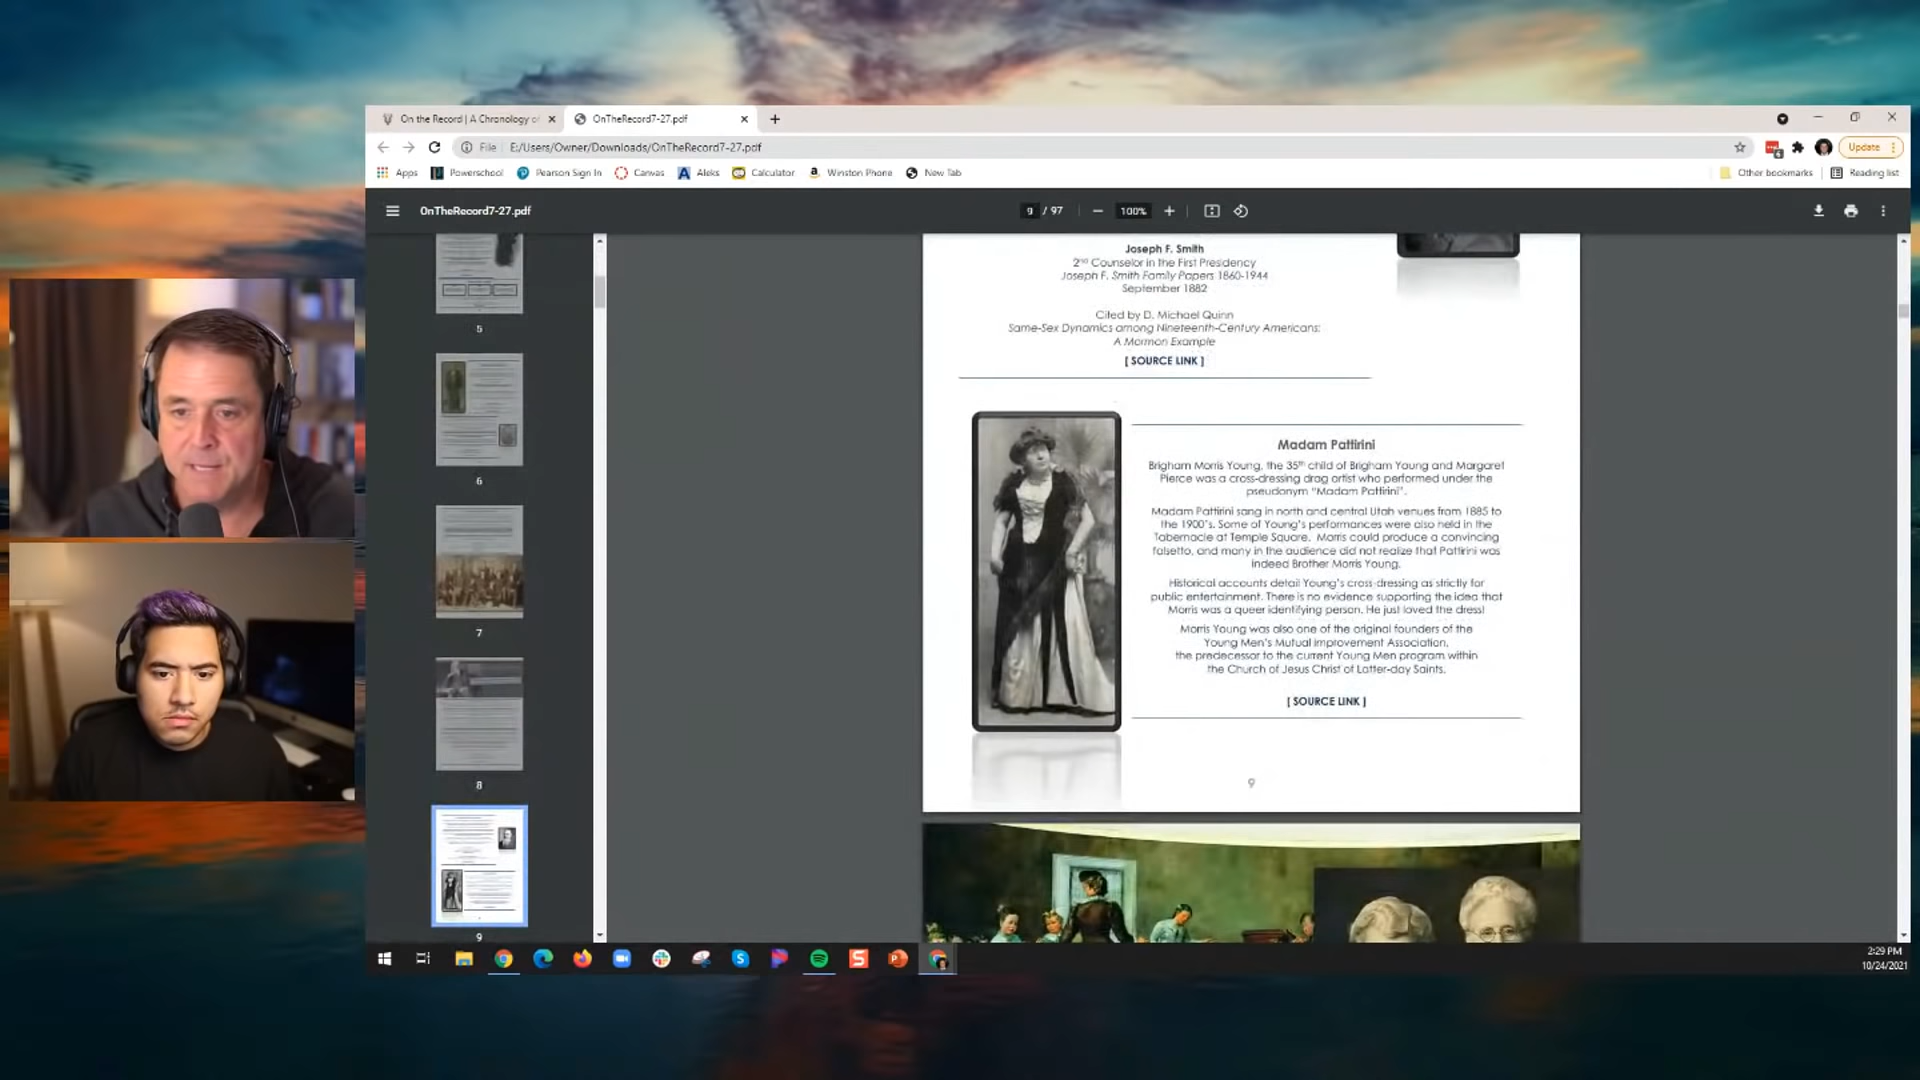 On the Record | A Chronology of
OnTheRecord7-27.pdf
File E:/Users/Owner/Downloads/OnTheRecord7-27.pdf
Update
Apps Powerschool Pearson Sign In Canvas Aleks Calculator Winston Phone New Tab Other bookmarks Reading list
OnTheRecord7-27.pdf 9 / 97 100%
5
6
7
8
9
Joseph F. Smith
2nd Counselor in the First Presidency
Joseph F. Smith Family Papers 1860-1944
September 1882
Cited by D. Michael Quinn
Same-Sex Dynamics among Nineteenth-Century Americans:
A Mormon Example
[ SOURCE LINK ]
Madam Pattirini
Brigham Morris Young, the 35th child of Brigham Young and Margaret
Pierce was a cross-dressing drag artist who performed under the
pseudonym "Madam Pattirini".
Madam Pattirini sang in north and central Utah venues from 1885 to
the 1900's. Some of Young's performances were also held in the
Tabernacle at Temple Square. Morris could produce a convincing
falsetto, and many in the audience did not realize that Pattirini was
indeed Brother Morris Young.
Historical accounts detail Young's cross-dressing as strictly for
public entertainment. There is no evidence supporting the idea that
Morris was a queer identifying person. He just loved the dress!
Morris Young was also one of the original founders of the
Young Men's Mutual Improvement Association,
the predecessor to the current Young Men program within
the Church of Jesus Christ of Latter-day Saints.
[ SOURCE LINK ]
9
2:29 PM
10/24/2021